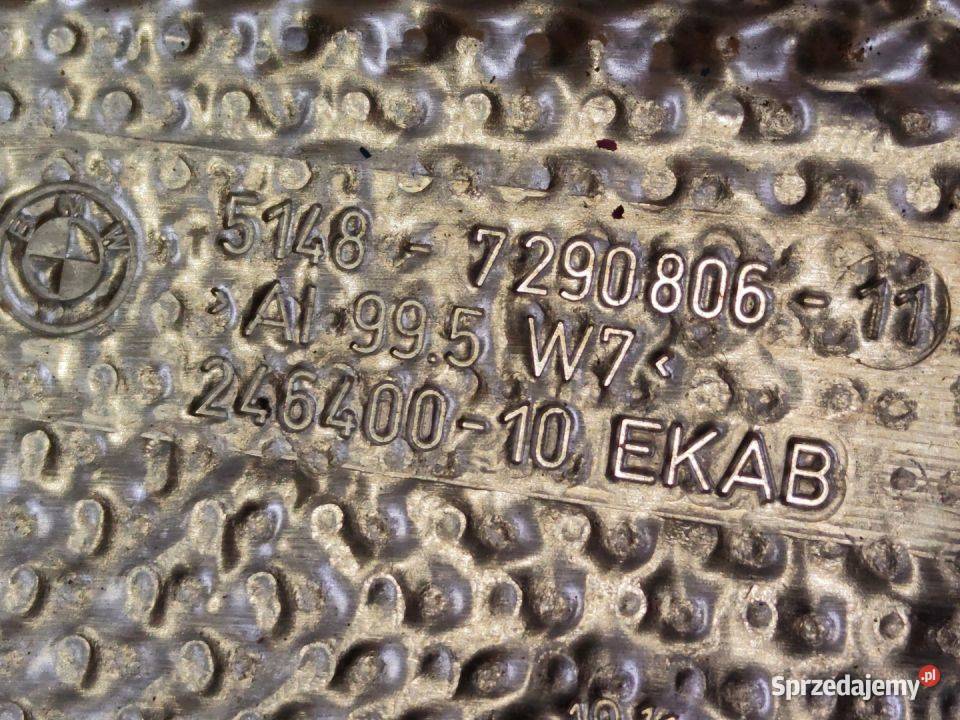 BMW
5148 - 7290806 - 11
>Al 99.5 W7<
246400-10 EKAB
Sprzedajemy.pl